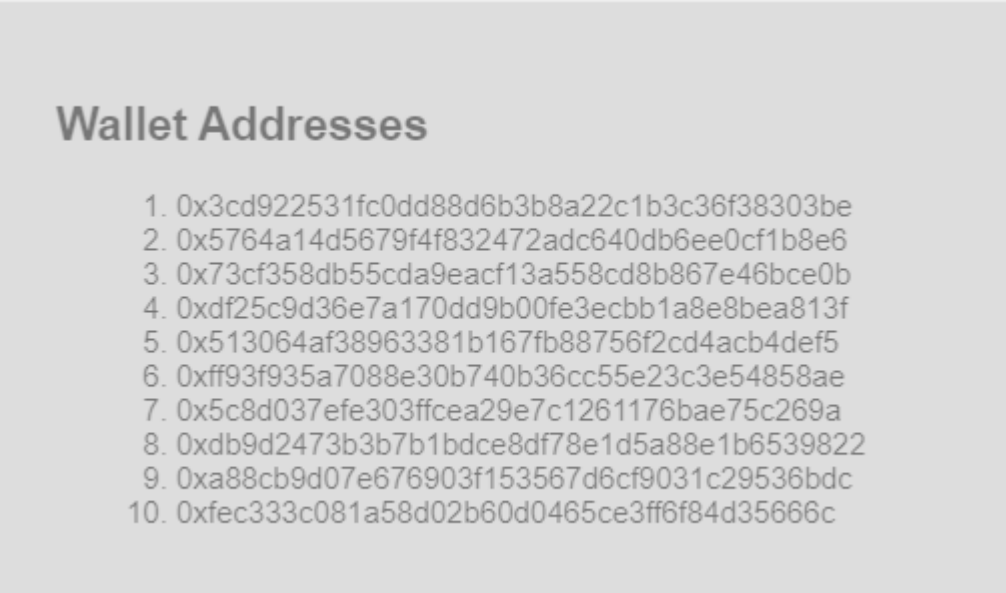 Wallet Addresses
1. 0x3cd922531fc0dd88d6b3b8a22c1b3c36f38303be
2. 0x5764a14d5679f4f832472adc640db6ee0cf1b8e6
3. 0x73cf358db55cda9eacf13a558cd8b867e46bce0b
4. 0xdf25c9d36e7a170dd9b00fe3ecbb1a8e8bea813f
5. 0x513064af38963381b167fb88756f2cd4acb4def5
6. 0xff93f935a7088e30b740b36cc55e23c3e54858ae
7. 0x5c8d037efe303ffcea29e7c1261176bae75c269a
8. 0xdb9d2473b3b7b1bdce8df78e1d5a88e1b6539822
9. 0xa88cb9d07e676903f153567d6cf9031c29536bdc
10. 0xfec333c081a58d02b60d0465ce3ff6f84d35666c